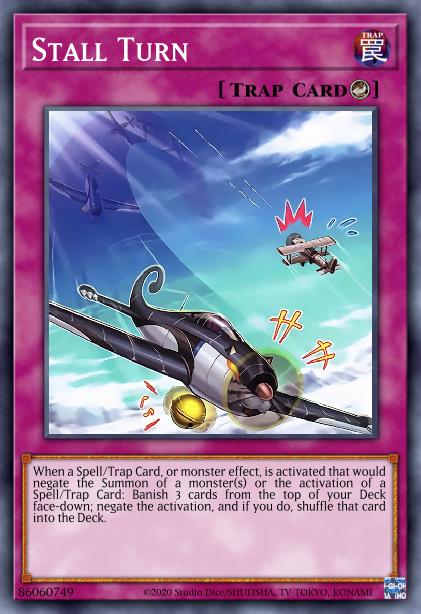 Stall Turn
TRAP
罠
[Trap Card]
When a Spell/Trap Card, or monster effect, is activated that would
negate the Summon of a monster(s) or the activation of a
Spell/Trap Card: Banish 3 cards from the top of your Deck
face-down; negate the activation, and if you do, shuffle that card
into the Deck.
86060749
©2020 Studio Dice/SHUEISHA, TV TOKYO, KONAMI